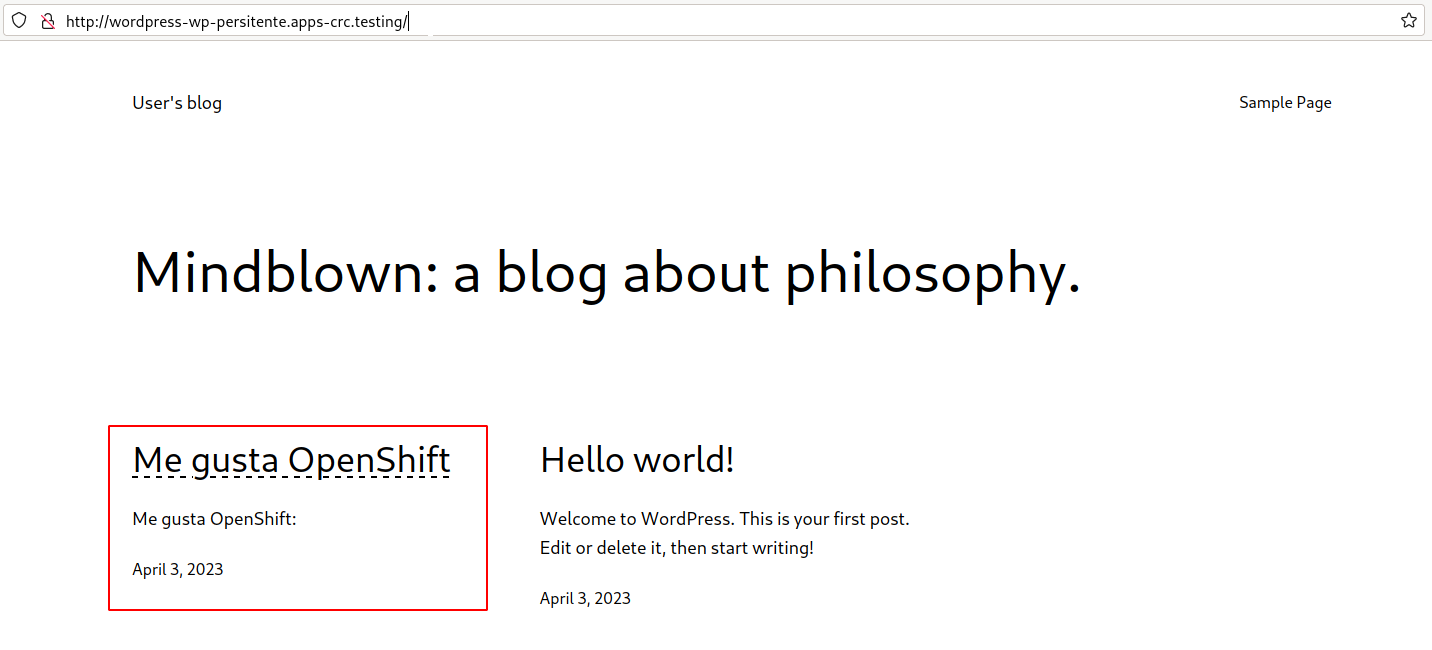 http://wordpress-wp-persitente.apps-crc.testing/
User's blog
Sample Page
Mindblown: a blog about philosophy.
Me gusta OpenShift
Me gusta OpenShift:
April 3, 2023
Hello world!
Welcome to WordPress. This is your first post.
Edit or delete it, then start writing!
April 3, 2023